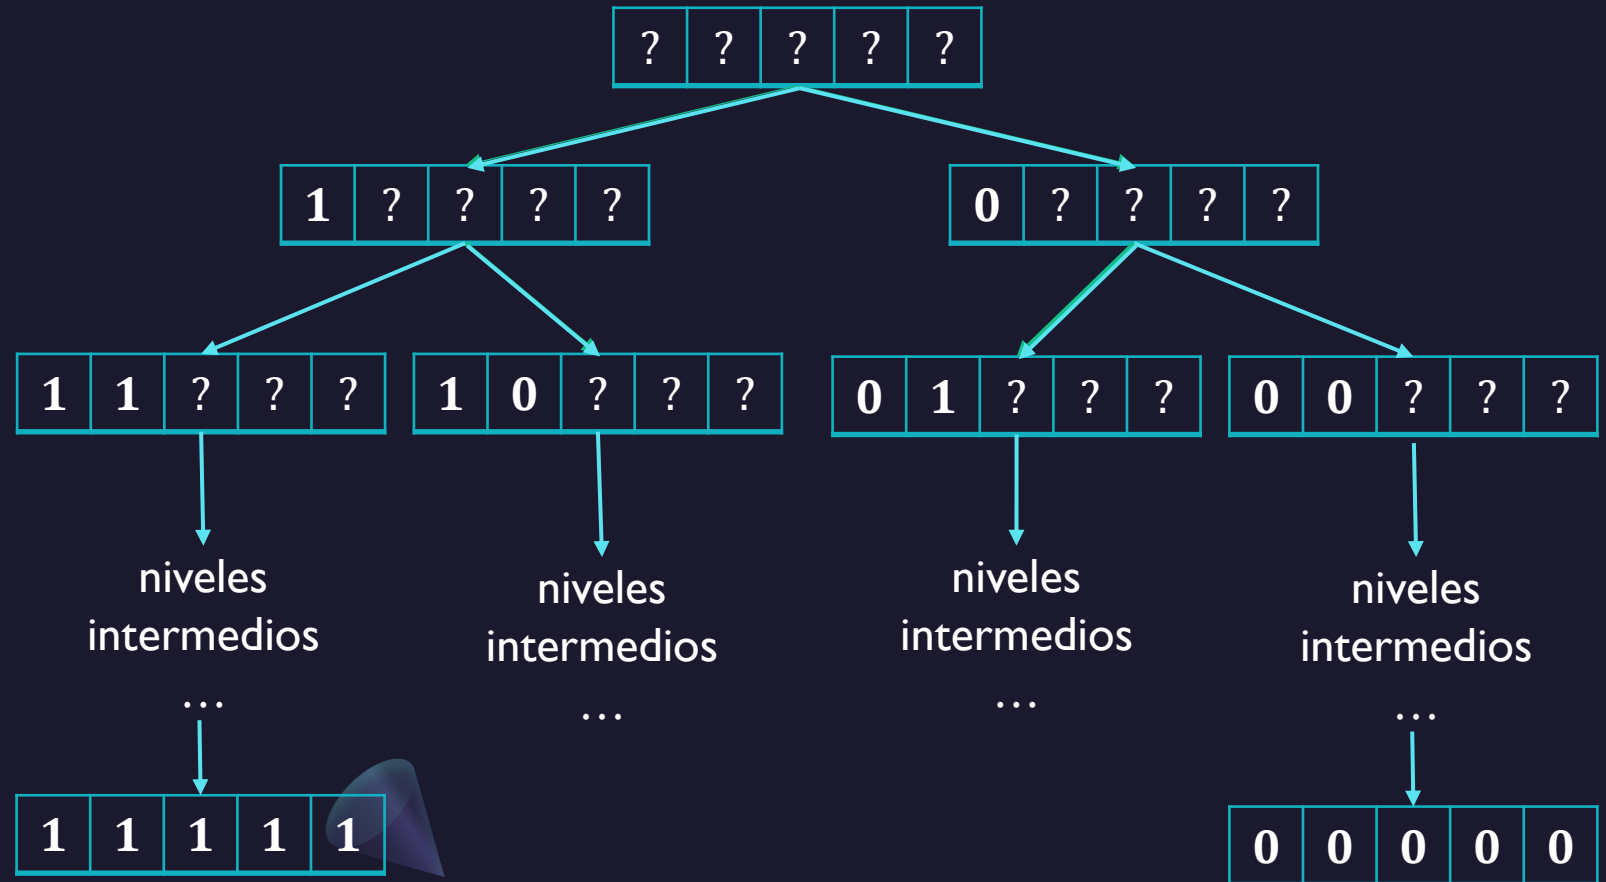 ? ? ? ? ?
1 ? ? ? ?
0 ? ? ? ?
1 1 ? ? ?
1 0 ? ? ?
0 1 ? ? ?
0 0 ? ? ?
niveles
intermedios
…
niveles
intermedios
…
niveles
intermedios
…
niveles
intermedios
…
1 1 1 1 1
0 0 0 0 0